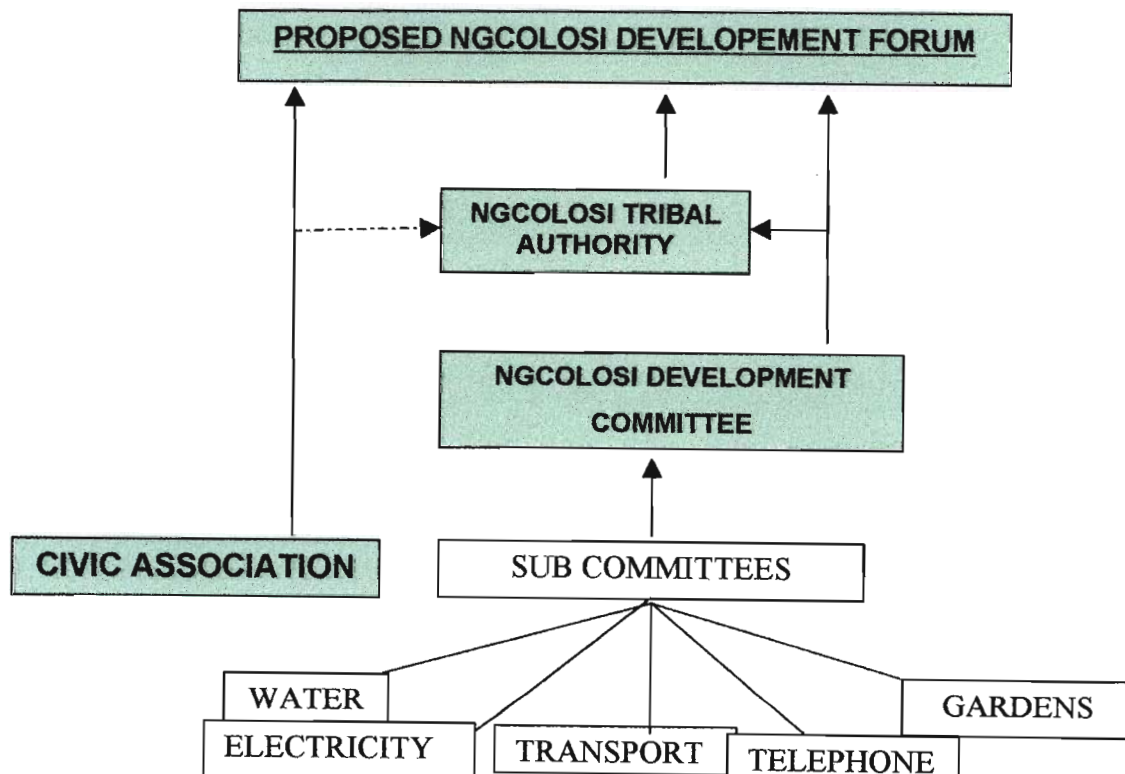 PROPOSED NGCOLOSI DEVELOPEMENT FORUM
NGCOLOSI TRIBAL
AUTHORITY
NGCOLOSI DEVELOPMENT
COMMITTEE
CIVIC ASSOCIATION
SUB COMMITTEES
WATER
GARDENS
ELECTRICITY
TRANSPORT
TELEPHONE